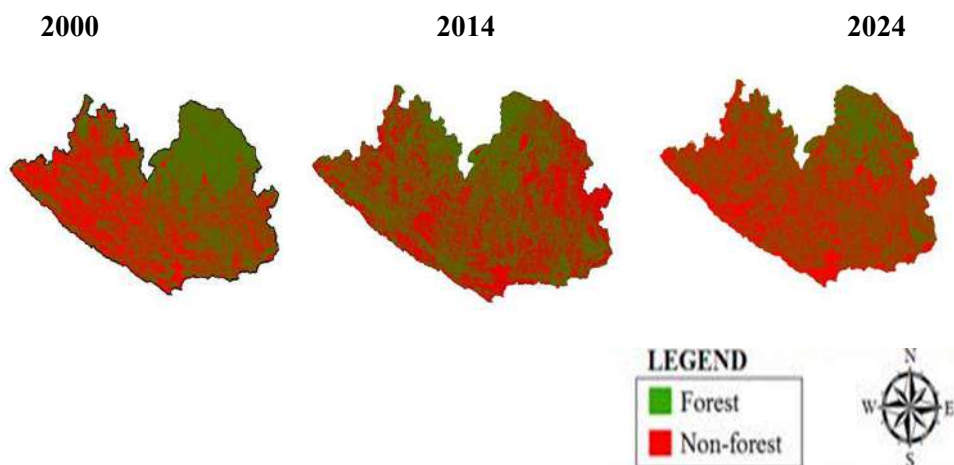 2000 2014 2024
LEGEND
Forest
Non-forest
N
W E
S